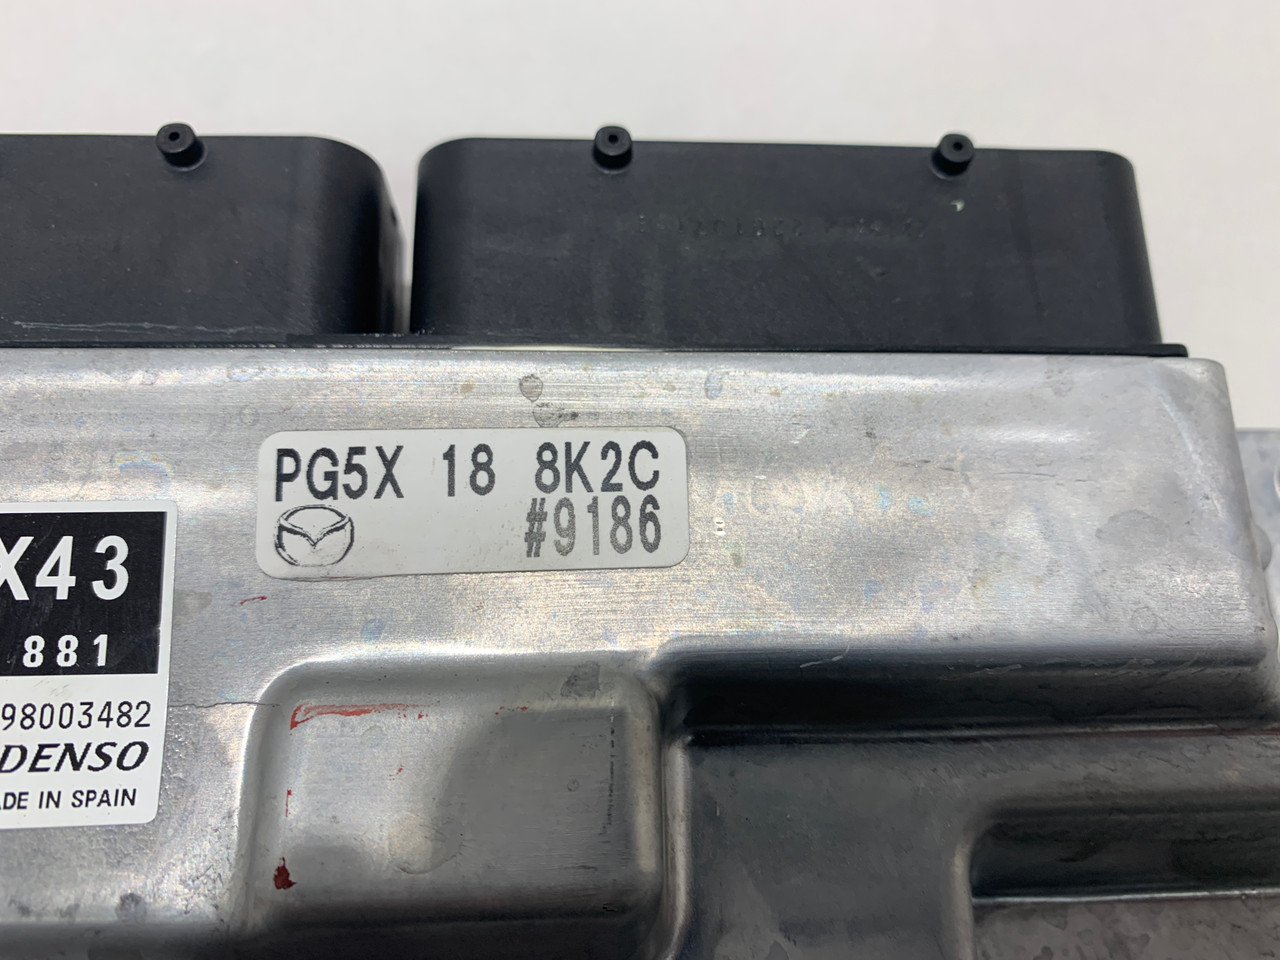 PG5X 18 8K2C
#9186
X43
881
98003482
DENSO
ADE IN SPAIN